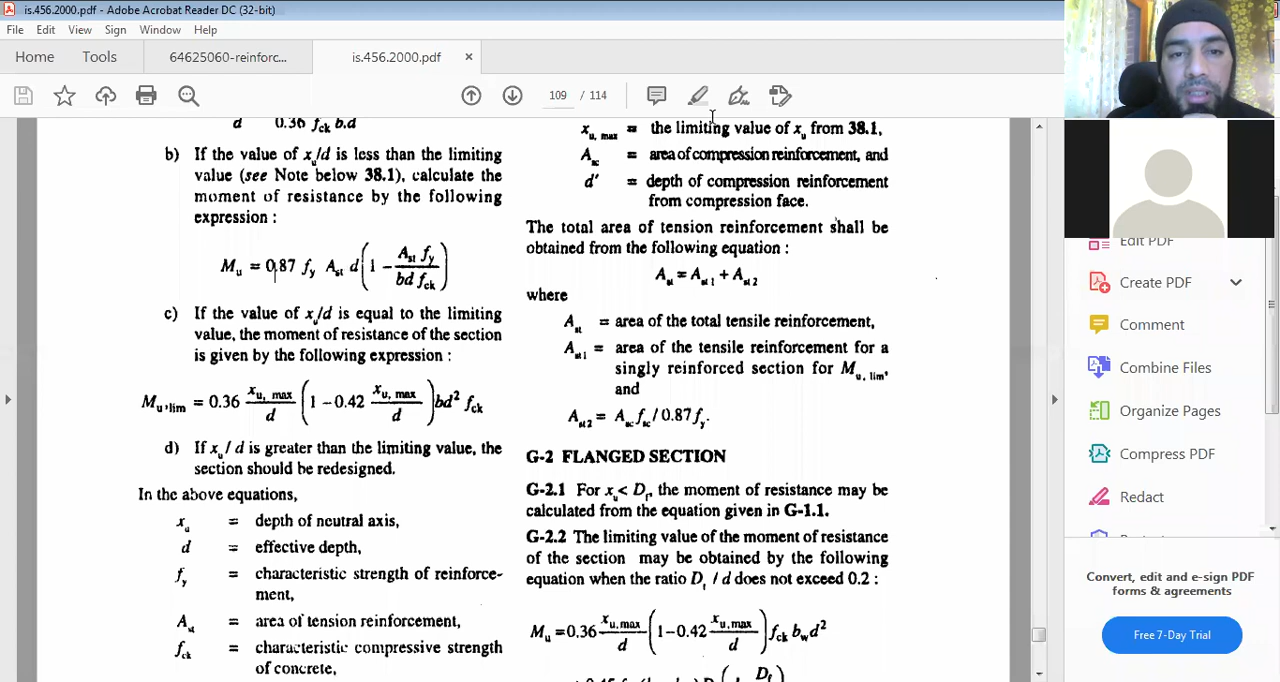 is.456.2000.pdf - Adobe Acrobat Reader DC (32-bit)
File Edit View Sign Window Help
Home Tools 64625060-reinforc... is.456.2000.pdf ×
109 / 114
d 0.36 fck b.d
b) If the value of xu/d is less than the limiting
value (see Note below 38.1), calculate the
moment of resistance by the following
expression :
Mu = 0.87 fy Ast d(1 - Ast fy / bd fck)
c) If the value of xu/d is equal to the limiting
value, the moment of resistance of the section
is given by the following expression :
Mu,lim = 0.36 xu, max / d (1-0.42 xu, max / d) bd² fck
d) If xu/ d is greater than the limiting value, the
section should be redesigned.
In the above equations,
xu = depth of neutral axis,
d = effective depth,
fy = characteristic strength of reinforce-
ment,
Ast = area of tension reinforcement,
fck = characteristic compressive strength
of concrete,
xu, max = the limiting value of xu from 38.1,
Asc = area of compression reinforcement, and
d' = depth of compression reinforcement
from compression face.
The total area of tension reinforcement shall be
obtained from the following equation :
Ast = Ast1 + Ast2
where
Ast = area of the total tensile reinforcement,
Ast1 = area of the tensile reinforcement for a
singly reinforced section for Mu, lim,
and
Ast2 = Asc fsc / 0.87 fy.
G-2 FLANGED SECTION
G-2.1 For xu< Df, the moment of resistance may be
calculated from the equation given in G-1.1.
G-2.2 The limiting value of the moment of resistance
of the section may be obtained by the following
equation when the ratio Df / d does not exceed 0.2 :
Mu =0.36 xu,max / d (1-0.42 xu,max / d) fck bw d²
Edit PDF
Create PDF
Comment
Combine Files
Organize Pages
Compress PDF
Redact
Convert, edit and e-sign PDF
forms & agreements
Free 7-Day Trial